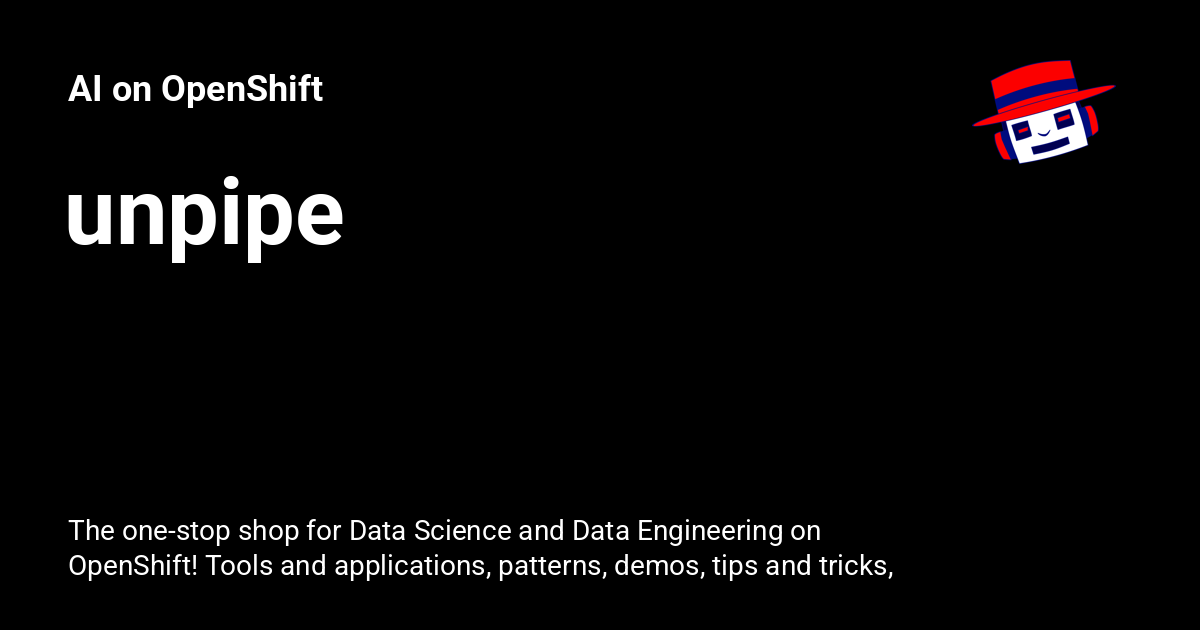 AI on OpenShift
unpipe
The one-stop shop for Data Science and Data Engineering on
OpenShift! Tools and applications, patterns, demos, tips and tricks,